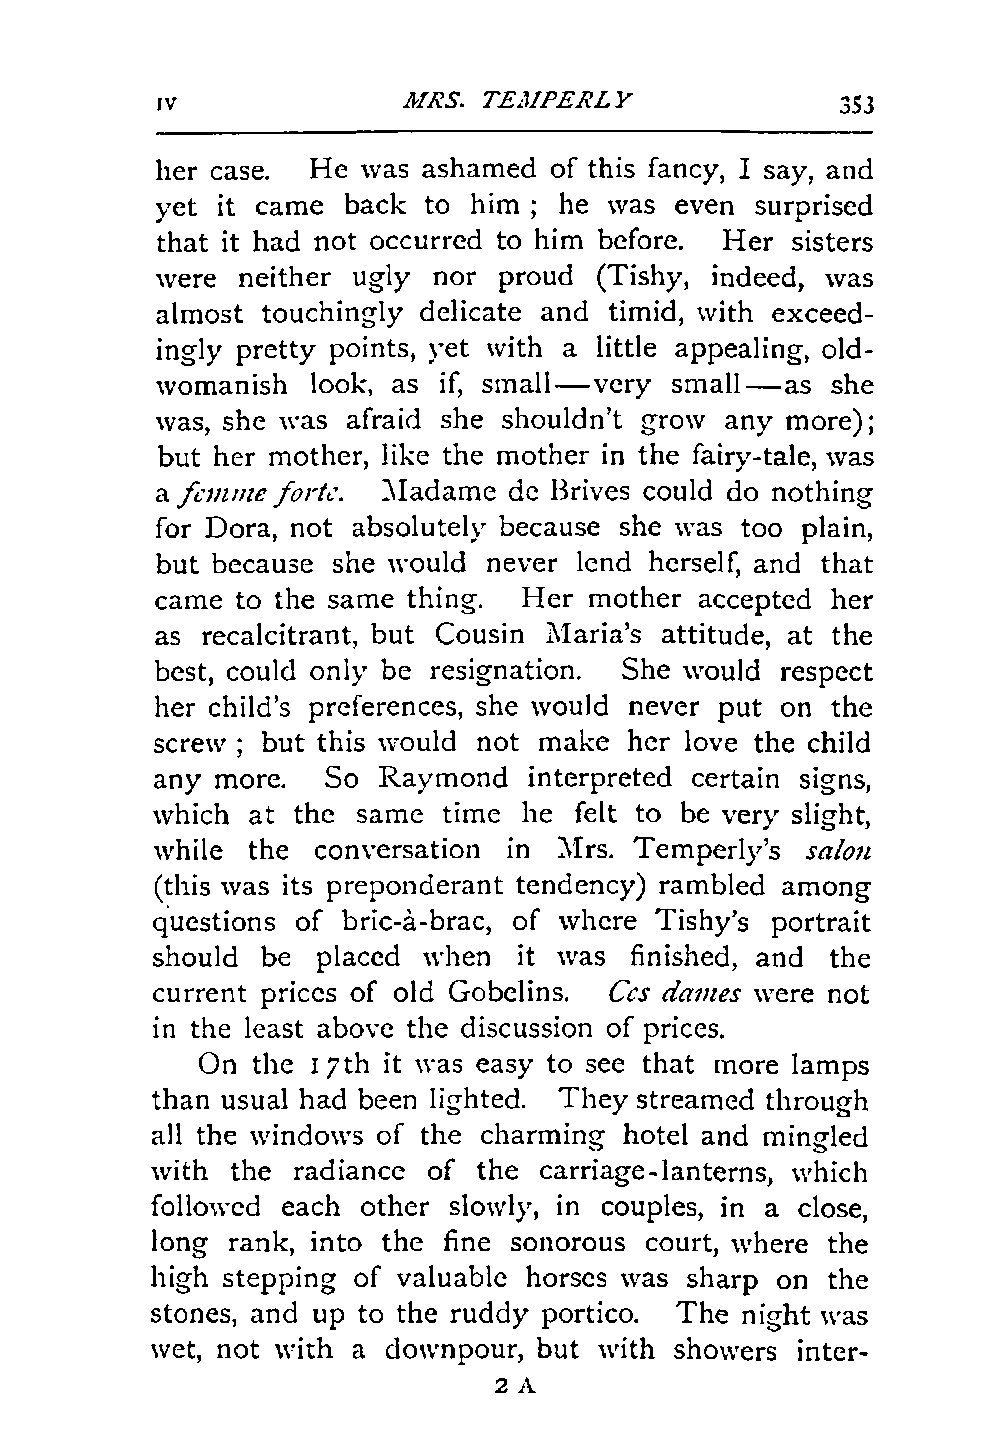 IV MRS. TEMPERLY 353
her case. He was ashamed of this fancy, I say, and
yet it came back to him ; he was even surprised
that it had not occurred to him before. Her sisters
were neither ugly nor proud (Tishy, indeed, was
almost touchingly delicate and timid, with exceed-
ingly pretty points, yet with a little appealing, old-
womanish look, as if, small—very small—as she
was, she was afraid she shouldn't grow any more);
but her mother, like the mother in the fairy-tale, was
a femme forte. Madame de Brives could do nothing
for Dora, not absolutely because she was too plain,
but because she would never lend herself, and that
came to the same thing. Her mother accepted her
as recalcitrant, but Cousin Maria's attitude, at the
best, could only be resignation. She would respect
her child's preferences, she would never put on the
screw ; but this would not make her love the child
any more. So Raymond interpreted certain signs,
which at the same time he felt to be very slight,
while the conversation in Mrs. Temperly's salon
(this was its preponderant tendency) rambled among
questions of bric-à-brac, of where Tishy's portrait
should be placed when it was finished, and the
current prices of old Gobelins. Ces dames were not
in the least above the discussion of prices.
On the 17th it was easy to see that more lamps
than usual had been lighted. They streamed through
all the windows of the charming hotel and mingled
with the radiance of the carriage-lanterns, which
followed each other slowly, in couples, in a close,
long rank, into the fine sonorous court, where the
high stepping of valuable horses was sharp on the
stones, and up to the ruddy portico. The night was
wet, not with a downpour, but with showers inter-
2 A